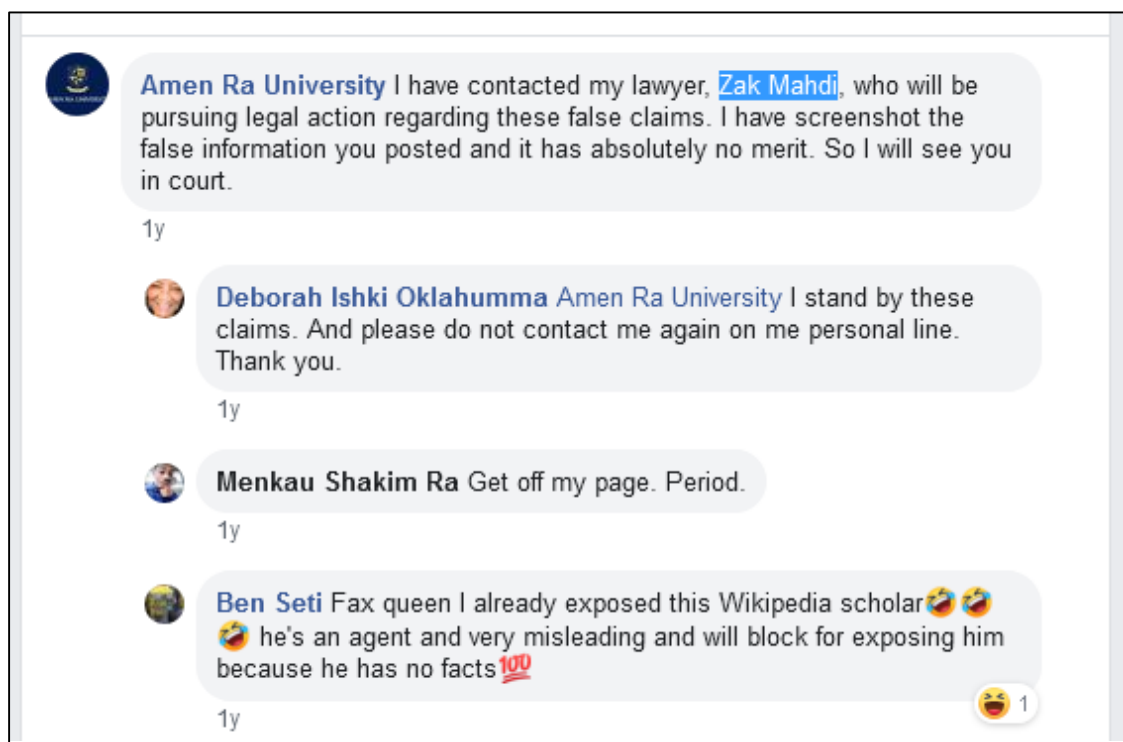 Amen Ra University I have contacted my lawyer, Zak Mahdi, who will be
pursuing legal action regarding these false claims. I have screenshot the
false information you posted and it has absolutely no merit. So I will see you
in court.
1y
Deborah Ishki Oklahumma Amen Ra University I stand by these
claims. And please do not contact me again on me personal line.
Thank you.
1y
Menkau Shakim Ra Get off my page. Period.
1y
Ben Seti Fax queen I already exposed this Wikipedia scholar🤣🤣
🤣 he's an agent and very misleading and will block for exposing him
because he has no facts💯
😆 1
1y